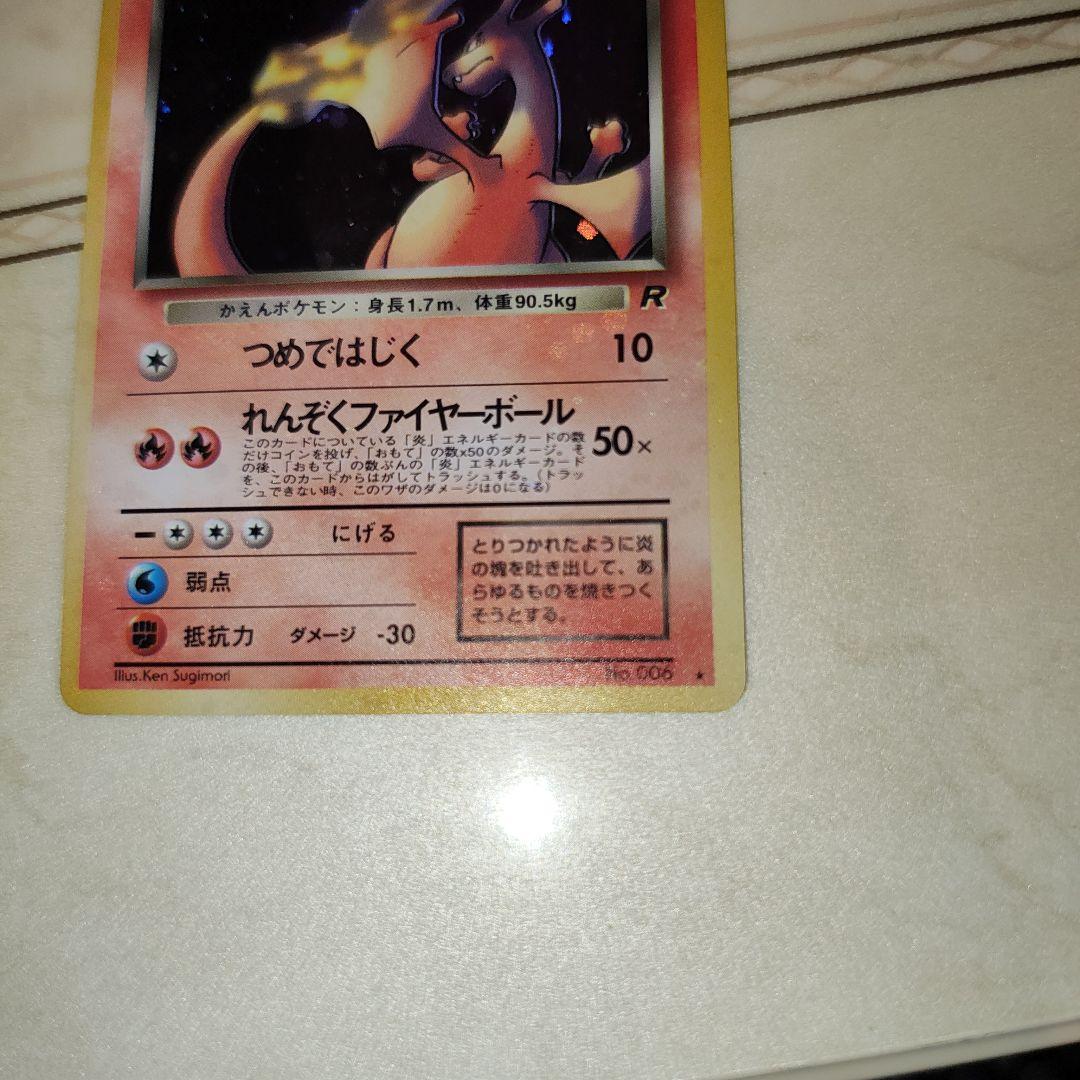 かえんポケモン：身長1.7m、体重90.5kg
R
つめではじく 10
れんぞくファイヤーボール
このカードについている「炎」エネルギーカードの数
だけコインを投げ、「おもて」の数x50のダメージ。そ
の後、「おもて」の数ぶんの「炎」エネルギーカード
を、このカードからはがしてトラッシュする。（トラッ
シュできない時、このワザのダメージは0になる）
50×
にげる
弱点
抵抗力 ダメージ -30
とりつかれたように炎
の塊を吐き出して、あ
らゆるものを焼きつく
そうとする。
Illus.Ken Sugimori
No. 006 ★